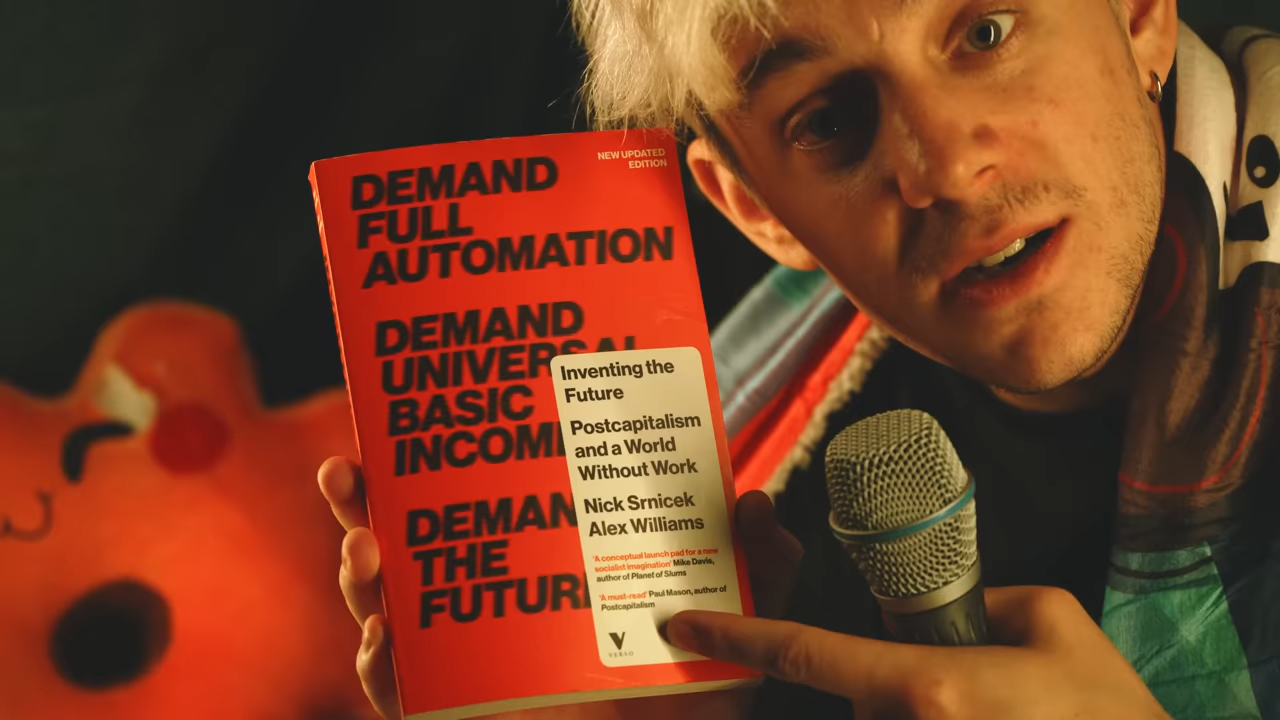 NEW UPDATED
EDITION
DEMAND
FULL
AUTOMATION
DEMAND
UNIVERSAL
BASIC
INCOM
DEMAN
THE
FUTUR
Inventing the
Future
Postcapitalism
and a World
Without Work
Nick Srnicek
Alex Williams
'A conceptual launch pad for a new
socialist imagination' Mike Davis,
author of Planet of Slums
'A must-read' Paul Mason, author of
Postcapitalism
VERSO